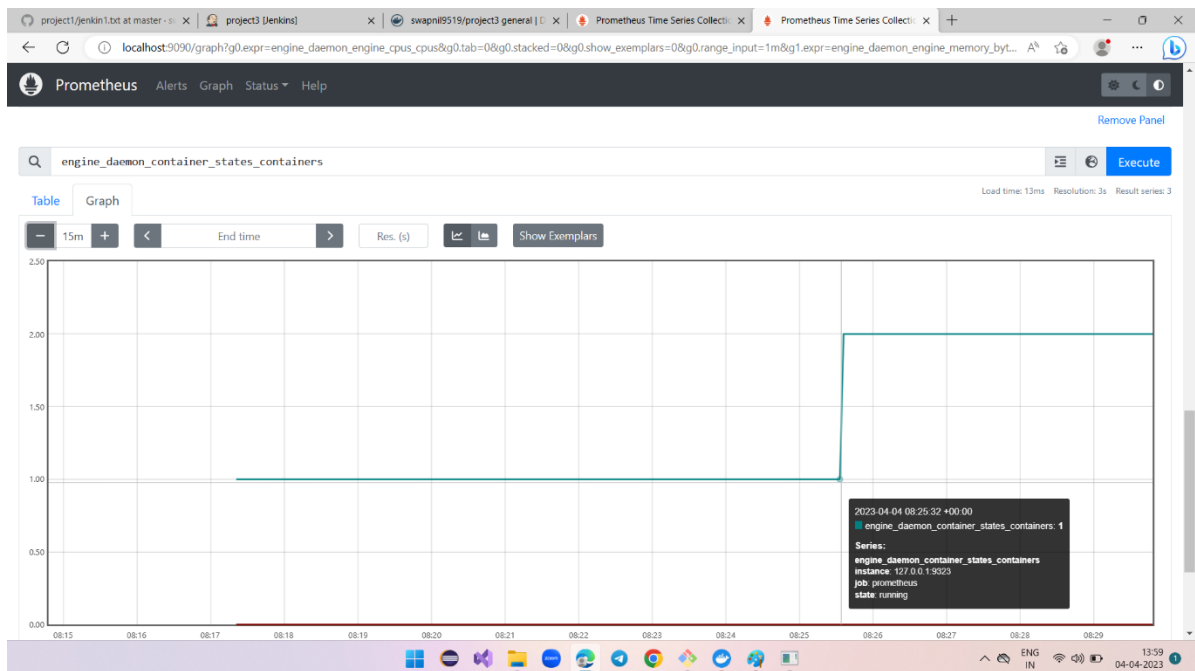 project1/jenkin1.txt at master · s
project3 [Jenkins]
swapnil9519/project3 general | D
Prometheus Time Series Collectio
Prometheus Time Series Collectio
localhost:9090/graph?g0.expr=engine_daemon_engine_cpus_cpus&g0.tab=0&g0.stacked=0&g0.show_exemplars=0&g0.range_input=1m&g1.expr=engine_daemon_engine_memory_byt...
Prometheus Alerts Graph Status Help
Remove Panel
engine_daemon_container_states_containers
Execute
Load time: 13ms Resolution: 3s Result series: 3
Table Graph
− 15m + < End time > Res. (s) Show Exemplars
2.50
2.00
1.50
1.00
2023-04-04 08:25:32 +00:00
engine_daemon_container_states_containers: 1
Series:
engine_daemon_container_states_containers
instance: 127.0.0.1:9323
job: prometheus
state: running
0.50
0.00
08:15 08:16 08:17 08:18 08:19 08:20 08:21 08:22 08:23 08:24 08:25 08:26 08:27 08:28 08:29
zoom
ENG
IN
13:59
04-04-2023
1